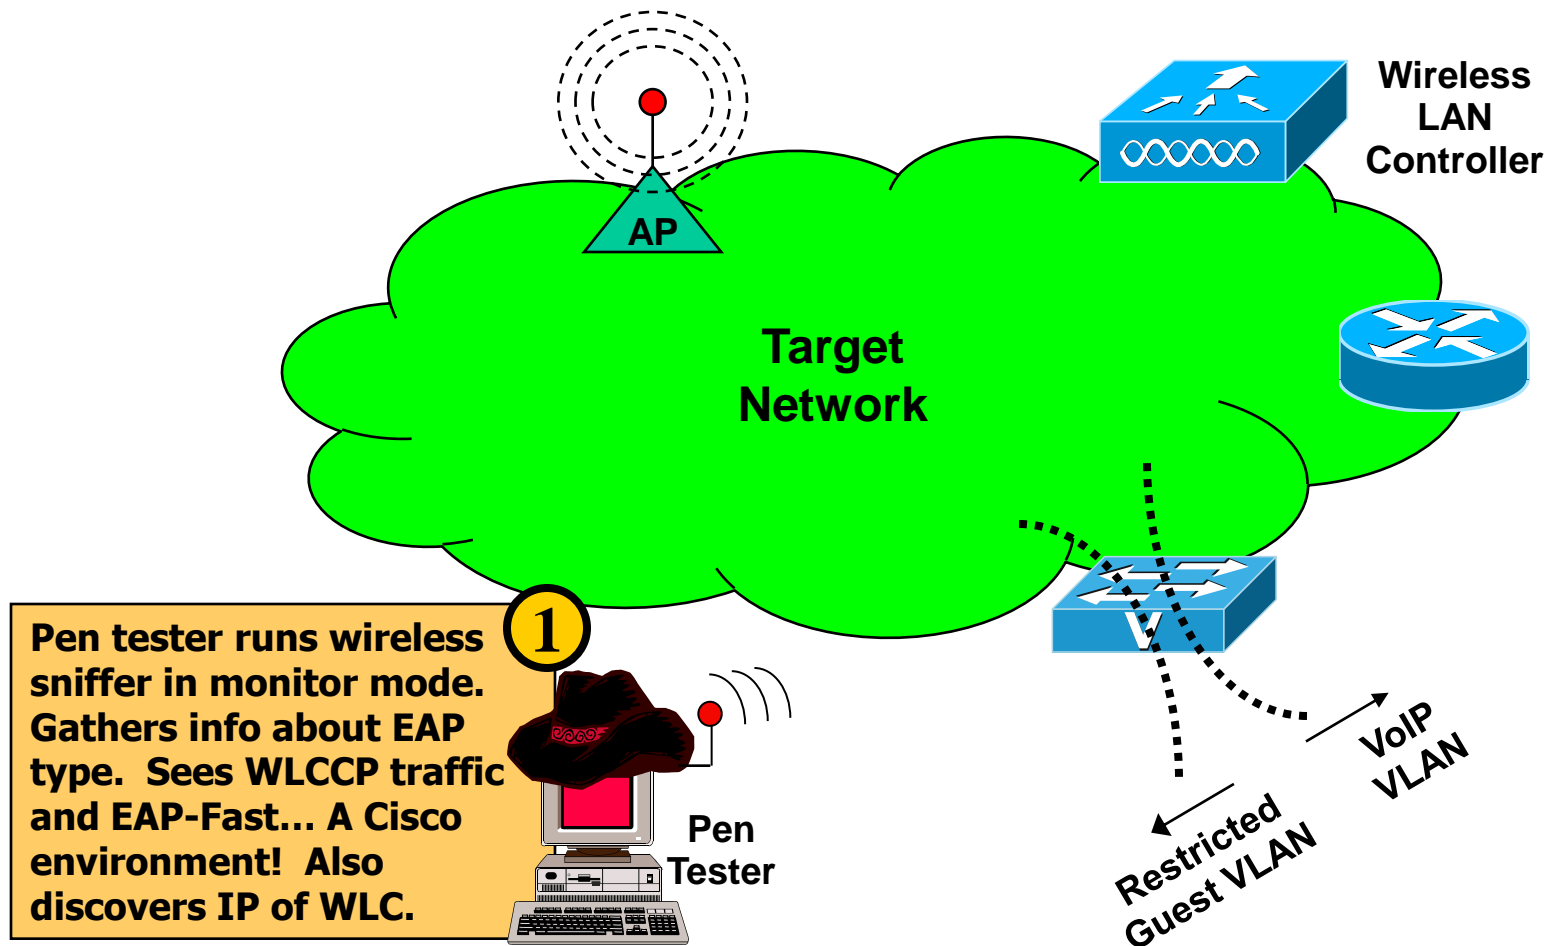 Wireless
LAN
Controller
AP
Target
Network
1
Pen tester runs wireless
sniffer in monitor mode.
Gathers info about EAP
type.  Sees WLCCP traffic
and EAP-Fast… A Cisco
environment!  Also
discovers IP of WLC.
Pen
Tester
V
VoIP
VLAN
Restricted
Guest VLAN